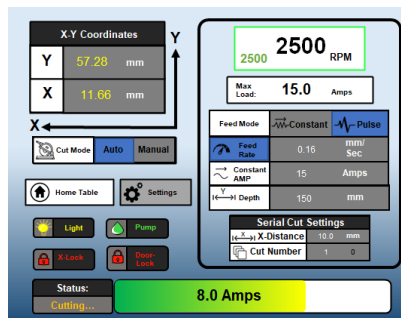 X-Y Coordinates
Y
Y 57.28 mm
X 11.66 mm
X
Cut Mode Auto Manual
Home Table Settings
Light Pump
X-Lock Door-Lock
Status:
Cutting...
8.0 Amps
2500 2500 RPM
Max Load: 15.0 Amps
Feed Mode Constant Pulse
Feed Rate 0.16 mm/Sec
Constant AMP 15 Amps
Y Depth 150 mm
Serial Cut Settings
X X-Distance 10.0 mm
Cut Number 1 0